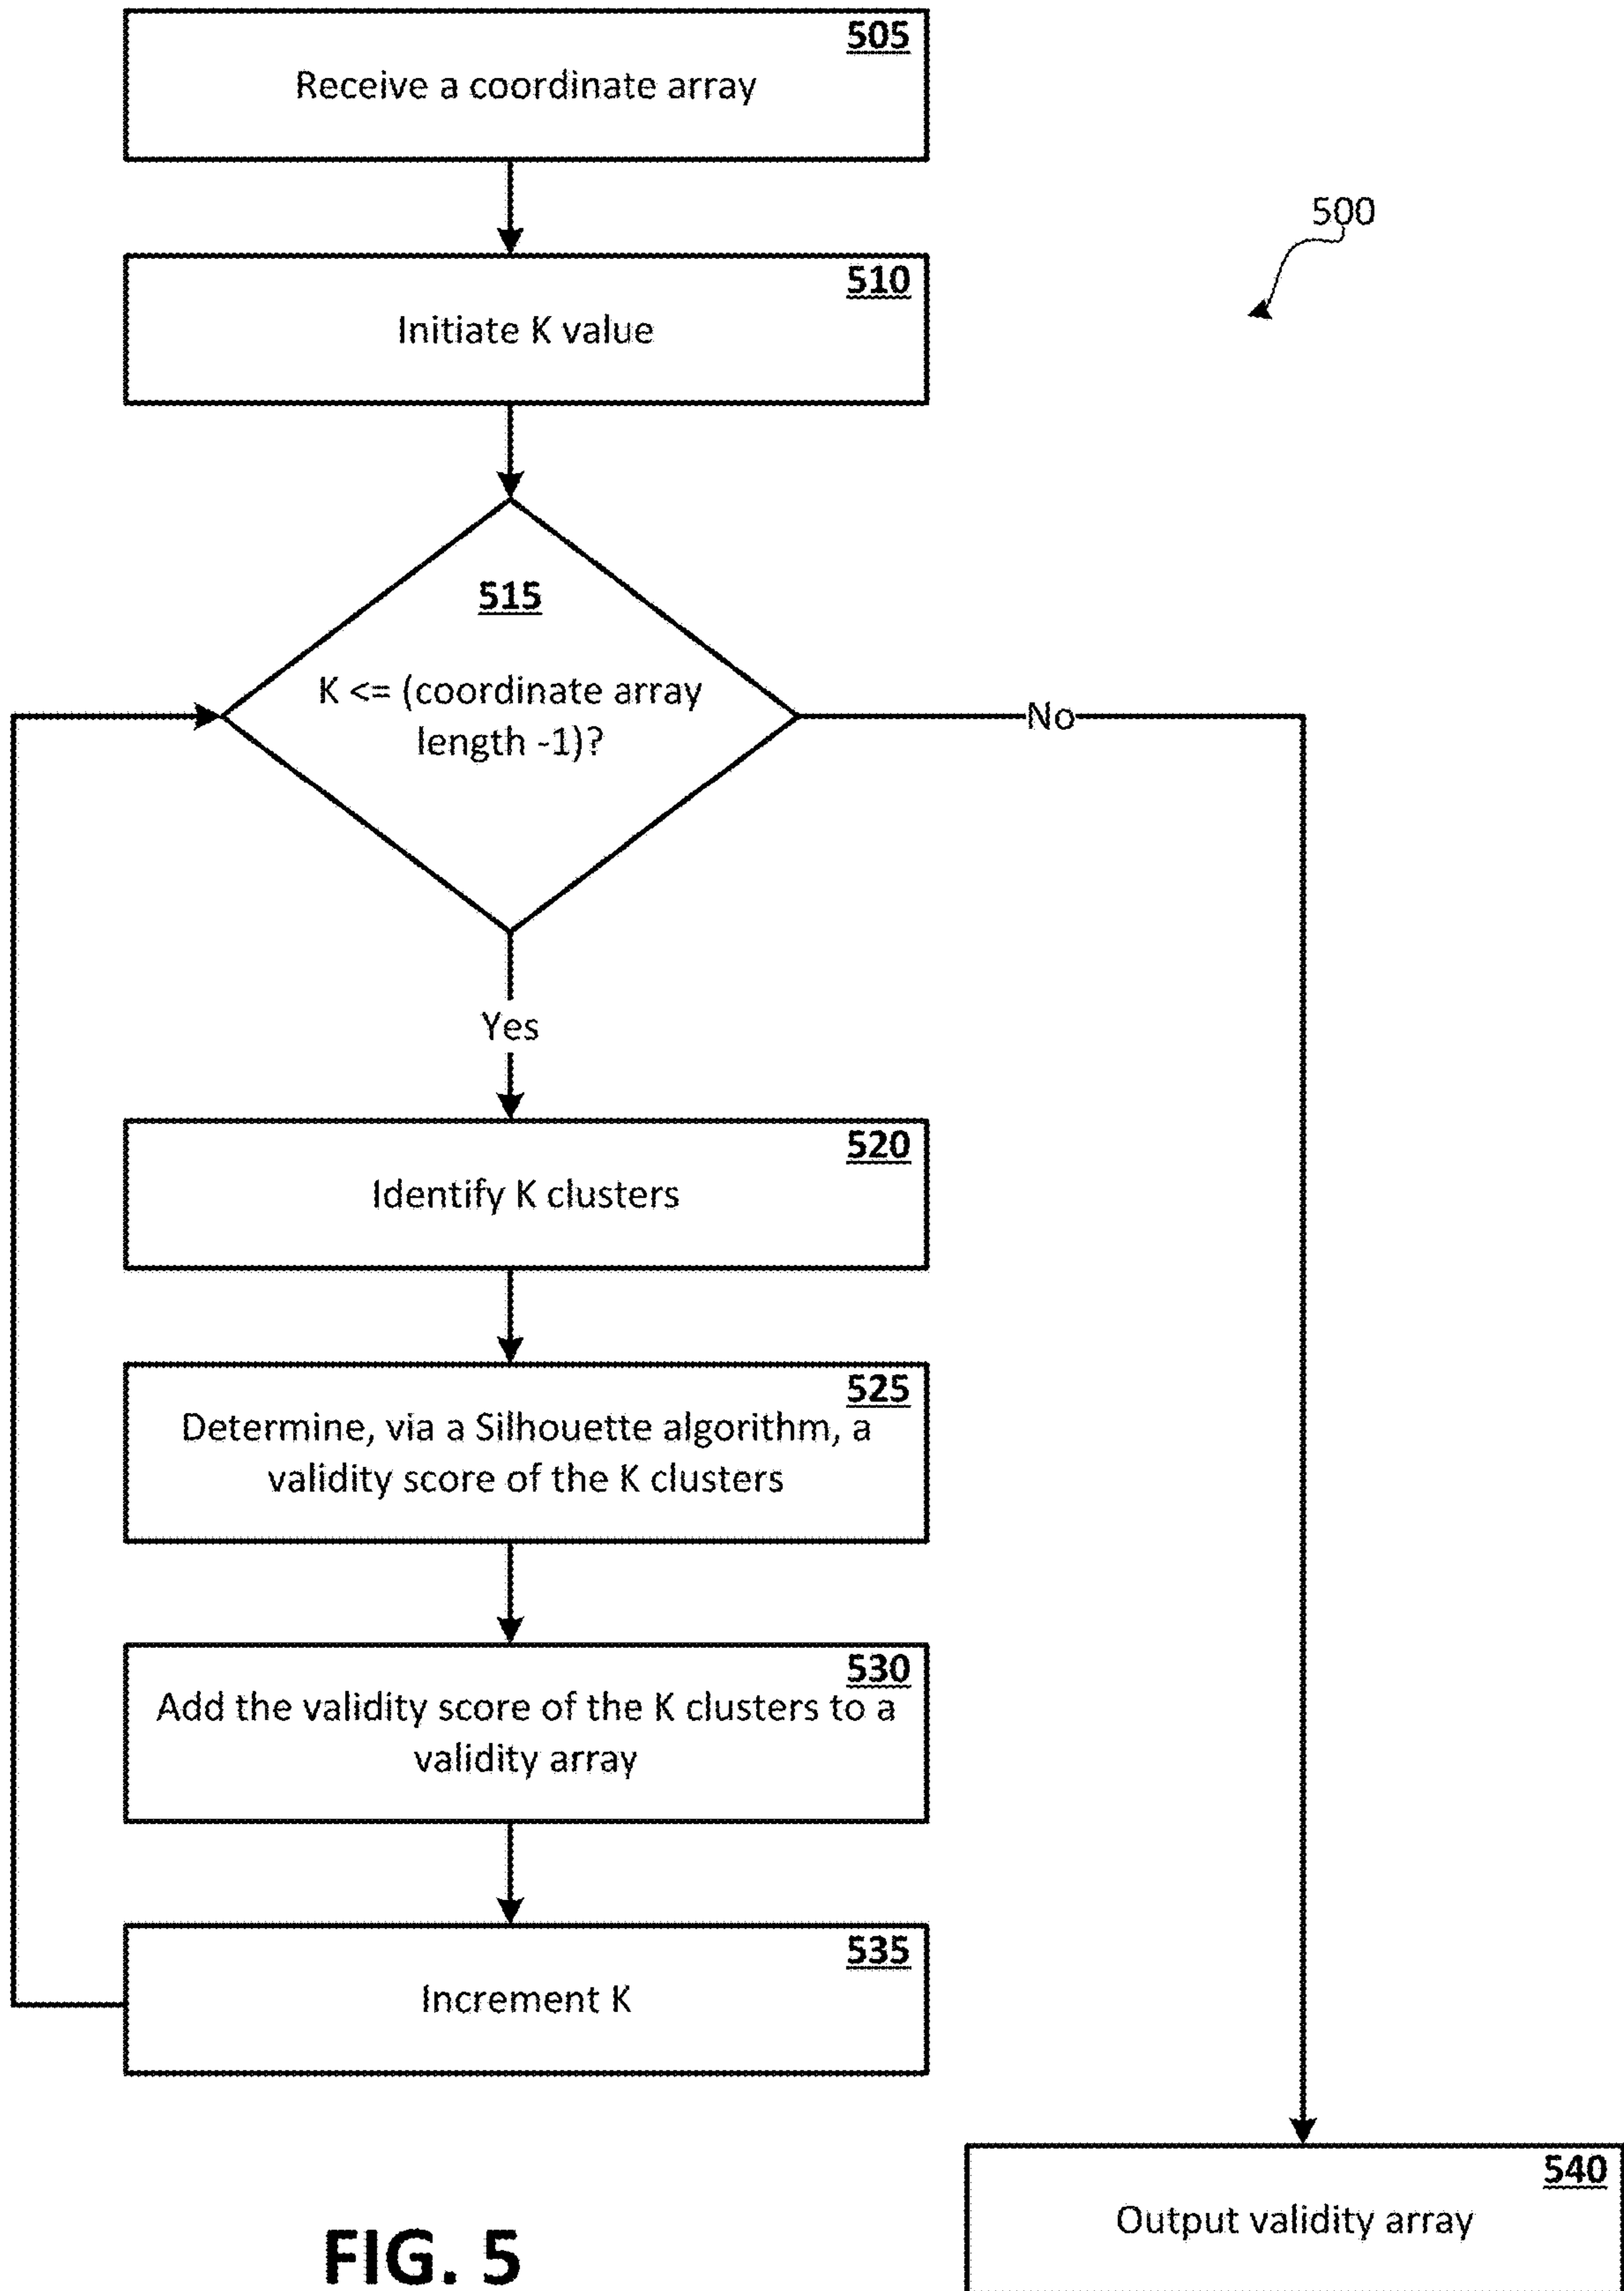 505
Receive a coordinate array
500
510
Initiate K value
515
K <= (coordinate array
length -1)?
No
Yes
520
Identify K clusters
525
Determine, via a Silhouette algorithm, a
validity score of the K clusters
530
Add the validity score of the K clusters to a
validity array
535
Increment K
540
Output validity array
FIG. 5